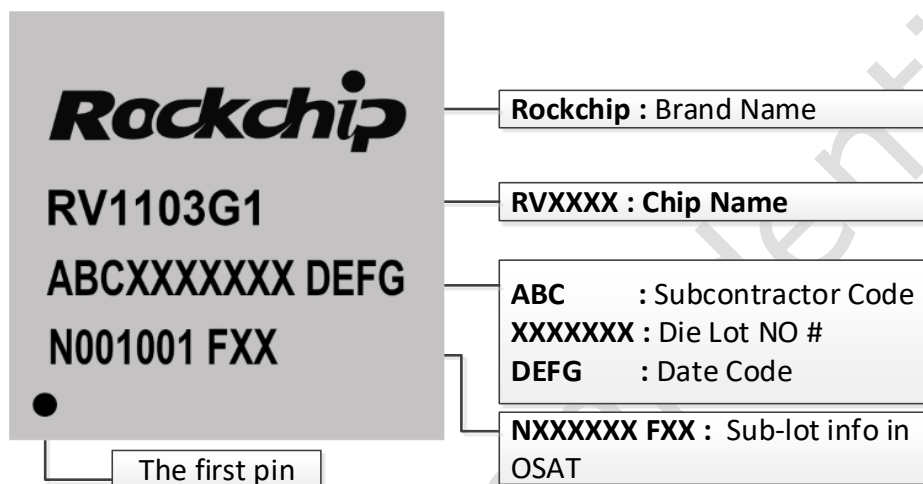 Rockchip
RV1103G1
ABCXXXXXXX DEFG
N001001 FXX
The first pin
Rockchip : Brand Name
RVXXXX : Chip Name
ABC : Subcontractor Code
XXXXXXX : Die Lot NO #
DEFG : Date Code
NXXXXXX FXX : Sub-lot info in
OSAT